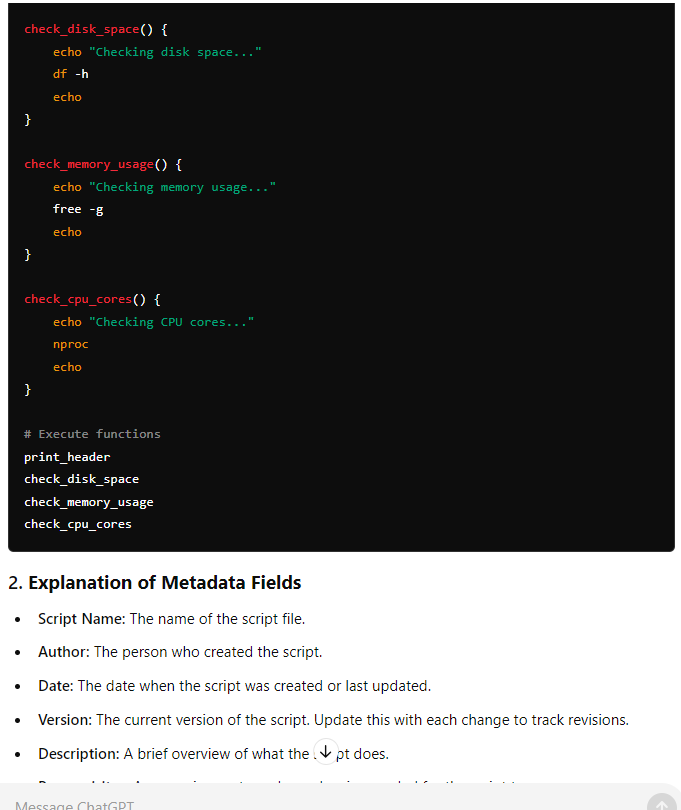 check_disk_space() {
    echo "Checking disk space..."
    df -h
    echo
}
check_memory_usage() {
    echo "Checking memory usage..."
    free -g
    echo
}
check_cpu_cores() {
    echo "Checking CPU cores..."
    nproc
    echo
}
# Execute functions
print_header
check_disk_space
check_memory_usage
check_cpu_cores
2. Explanation of Metadata Fields
• Script Name: The name of the script file.
• Author: The person who created the script.
• Date: The date when the script was created or last updated.
• Version: The current version of the script. Update this with each change to track revisions.
• Description: A brief overview of what the does.
Message ChatGPT